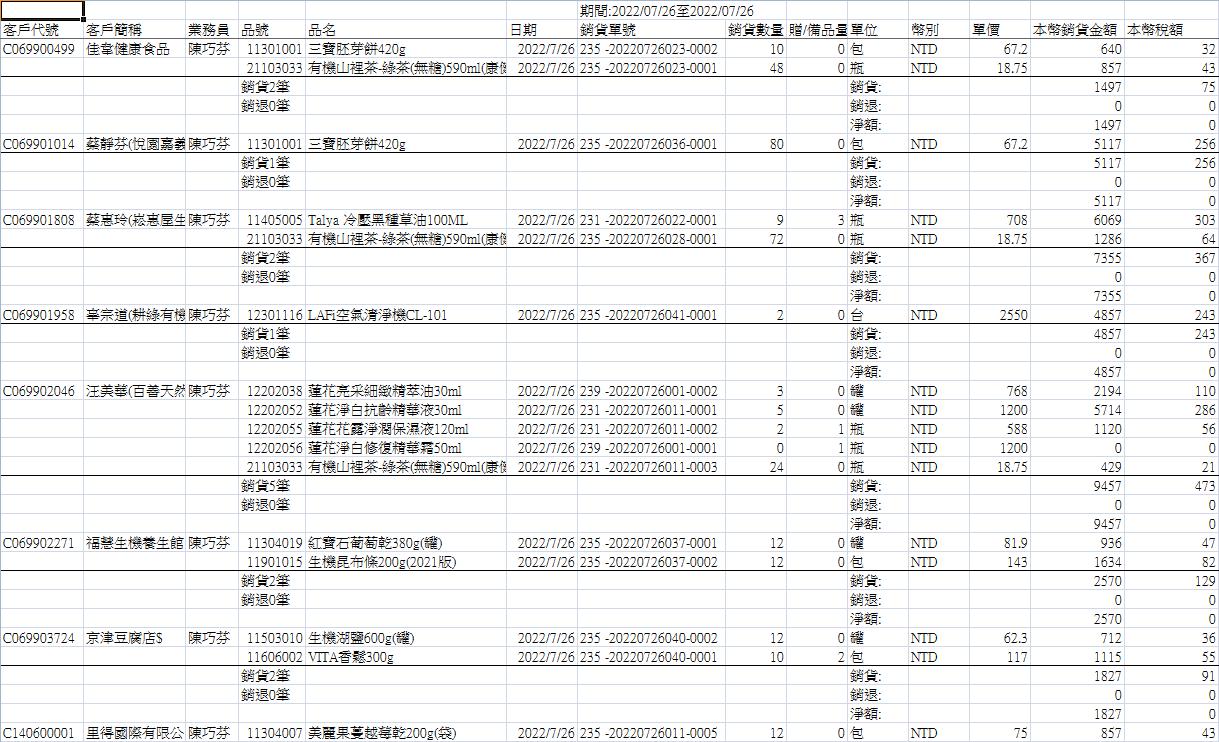 期間:2022/07/26至2022/07/26
客戶代號 客戶簡稱 業務員 品號 品名 日期 銷貨單號 銷貨數量 贈/備品量 單位 幣別 單價 本幣銷貨金額 本幣稅額
C069900499 佳韋健康食品 陳巧芬 11301001 三寶胚芽餅420g 2022/7/26 235 -20220726023-0002 10 0 包 NTD 67.2 640 32
21103033 有機山裡茶-綠茶(無糖)590ml(康健 2022/7/26 235 -20220726023-0001 48 0 瓶 NTD 18.75 857 43
銷貨2筆 銷貨: 1497 75
銷退0筆 銷退: 0 0
淨額: 1497 0
C069901014 蔡靜芬(悅園嘉義 陳巧芬 11301001 三寶胚芽餅420g 2022/7/26 235 -20220726036-0001 80 0 包 NTD 67.2 5117 256
銷貨1筆 銷貨: 5117 256
銷退0筆 銷退: 0 0
淨額: 5117 0
C069901808 蔡惠玲(崧惠屋生 陳巧芬 11405005 Talya 冷壓黑種草油100ML 2022/7/26 231 -20220726022-0001 9 3 瓶 NTD 708 6069 303
21103033 有機山裡茶-綠茶(無糖)590ml(康健 2022/7/26 235 -20220726028-0001 72 0 瓶 NTD 18.75 1286 64
銷貨2筆 銷貨: 7355 367
銷退0筆 銷退: 0 0
淨額: 7355 0
C069901958 宗道(耕綠有機 陳巧芬 12301116 LAFi空氣清淨機CL-101 2022/7/26 235 -20220726041-0001 2 0 台 NTD 2550 4857 243
銷貨1筆 銷貨: 4857 243
銷退0筆 銷退: 0 0
淨額: 4857 0
C069902046 汪美華(百善天然 陳巧芬 12202038 蓮花亮采細緻精萃油30ml 2022/7/26 239 -20220726001-0002 3 0 罐 NTD 768 2194 110
12202052 蓮花淨白抗齡精華液30ml 2022/7/26 231 -20220726011-0001 5 0 罐 NTD 1200 5714 286
12202055 蓮花花露淨潤保濕液120ml 2022/7/26 231 -20220726011-0002 2 1 瓶 NTD 588 1120 56
12202056 蓮花淨白修復精華霜50ml 2022/7/26 239 -20220726001-0001 0 1 瓶 NTD 1200 0 0
21103033 有機山裡茶-綠茶(無糖)590ml(康健 2022/7/26 231 -20220726011-0003 24 0 瓶 NTD 18.75 429 21
銷貨5筆 銷貨: 9457 473
銷退0筆 銷退: 0 0
淨額: 9457 0
C069902271 福慧生機養生館 陳巧芬 11304019 紅寶石葡萄乾380g(罐) 2022/7/26 235 -20220726037-0001 12 0 罐 NTD 81.9 936 47
11901015 生機昆布條200g(2021版) 2022/7/26 235 -20220726037-0002 12 0 包 NTD 143 1634 82
銷貨2筆 銷貨: 2570 129
銷退0筆 銷退: 0 0
淨額: 2570 0
C069903724 京津豆腐店$ 陳巧芬 11503010 生機湖鹽600g(罐) 2022/7/26 235 -20220726040-0002 12 0 罐 NTD 62.3 712 36
11606002 VITA香鬆300g 2022/7/26 235 -20220726040-0001 10 2 包 NTD 117 1115 55
銷貨2筆 銷貨: 1827 91
銷退0筆 銷退: 0 0
淨額: 1827 0
C140600001 里得國際有限公 陳巧芬 11304007 美麗果蔓越莓乾200g(袋) 2022/7/26 235 -20220726011-0005 12 0 包 NTD 75 857 43